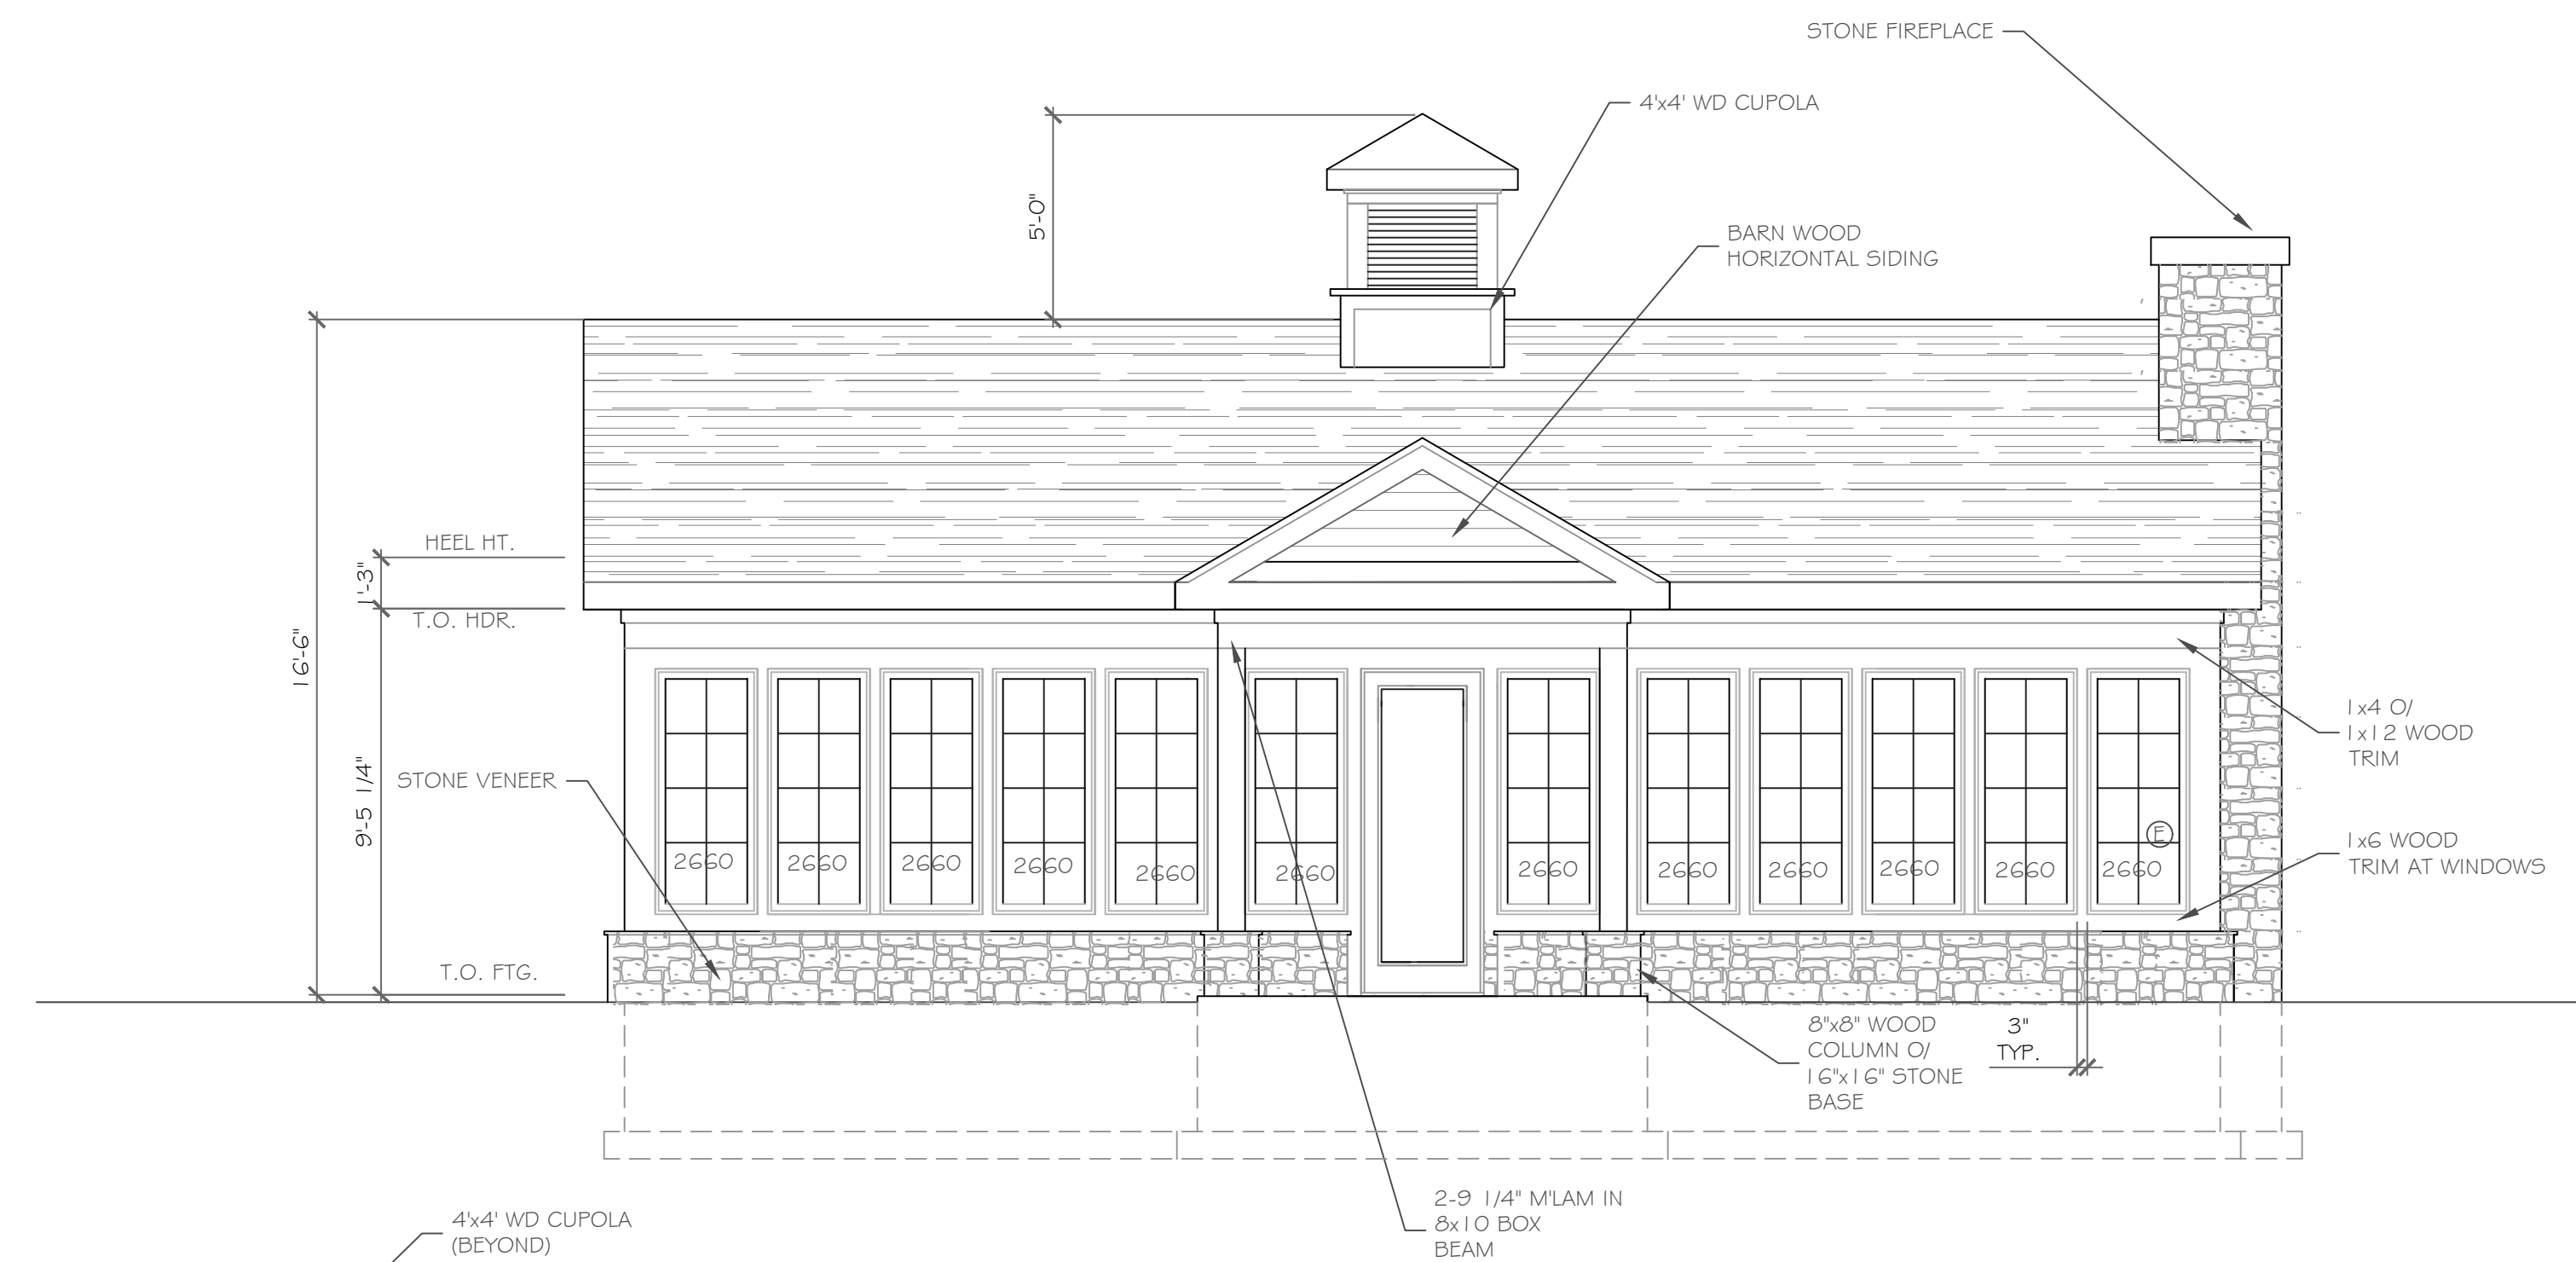 STONE FIREPLACE
4'x4' WD CUPOLA
5'-0"
BARN WOOD
HORIZONTAL SIDING
HEEL HT.
1'-3"
T.O. HDR.
16'-6"
1x4 O/
1x12 WOOD
TRIM
9'-5 1/4"
STONE VENEER
E
1x6 WOOD
TRIM AT WINDOWS
2660 2660 2660 2660 2660 2660 2660 2660 2660 2660 2660 2660
T.O. FTG.
8"x8" WOOD
COLUMN O/
16"x16" STONE
BASE
3"
TYP.
2-9 1/4" M'LAM IN
8x10 BOX
BEAM
4'x4' WD CUPOLA
(BEYOND)